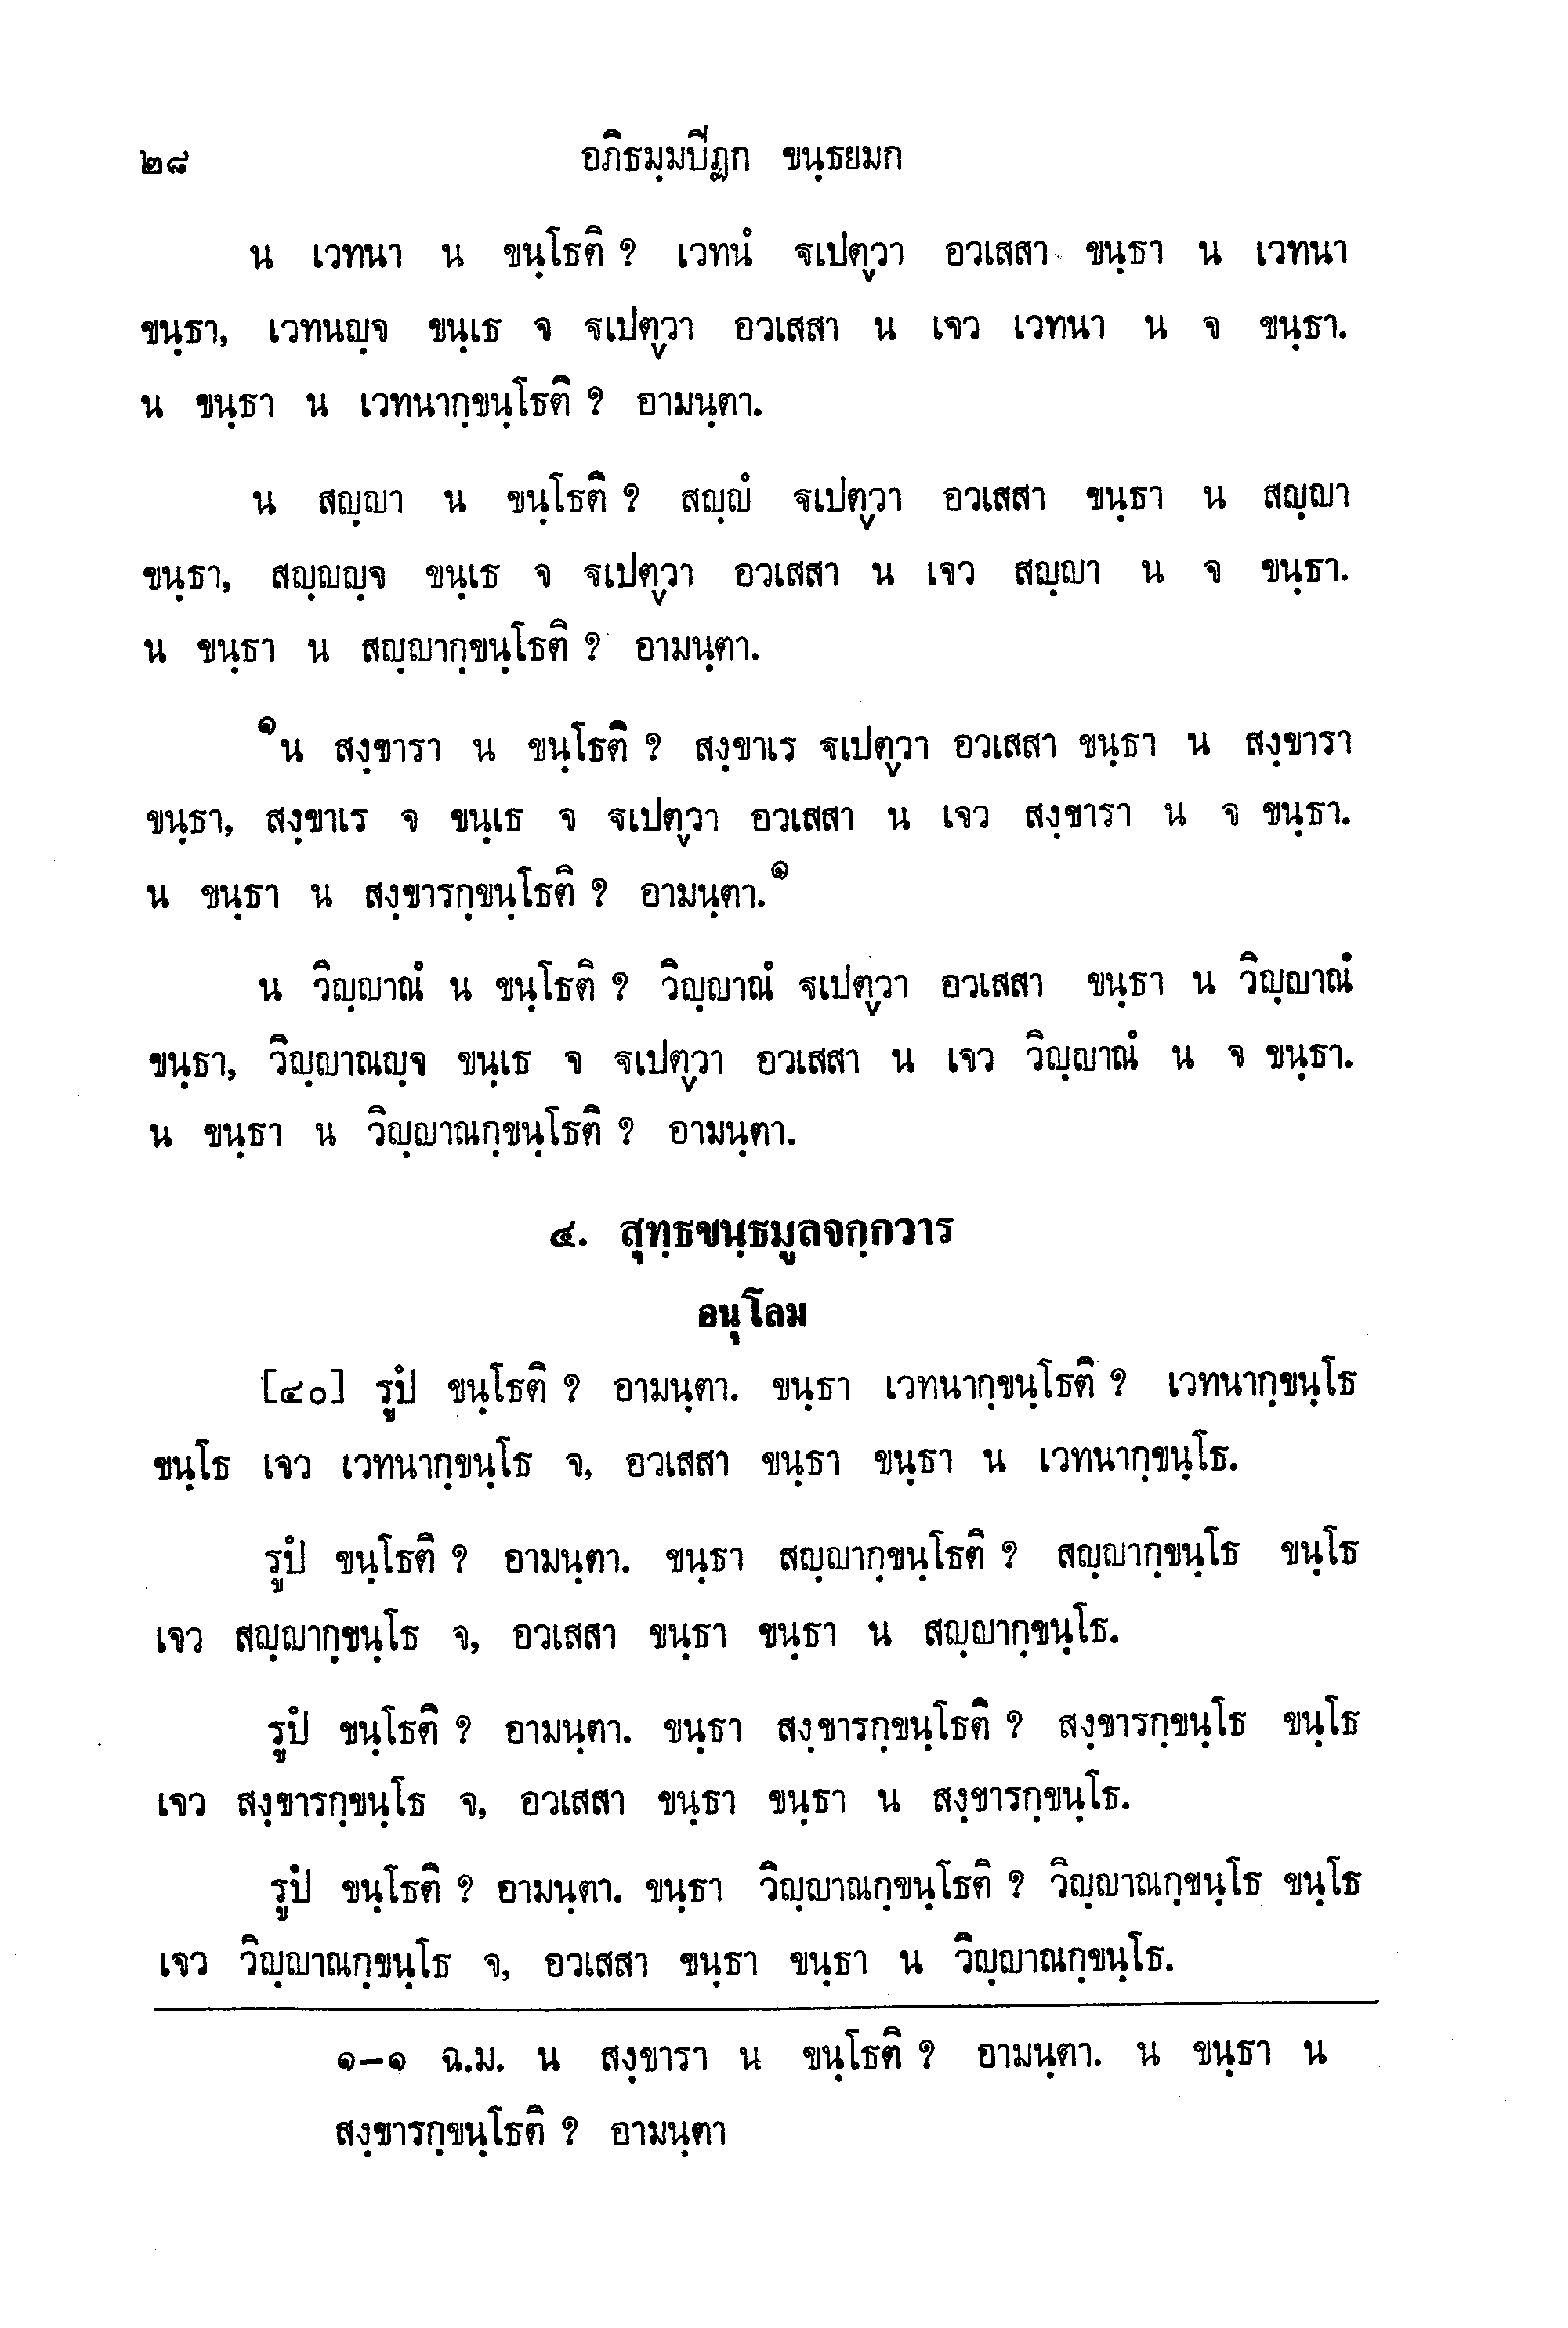 ๒๘ อภิธมฺมปิฏก ขนฺธยมก
น เวทนา น ขนฺโธติ ? เวทนํ ฐเปตฺวา อวเสสา ขนฺธา น เวทนา
ขนฺธา, เวทนญฺจ ขนฺเธ จ ฐเปตฺวา อวเสสา น เจว เวทนา น จ ขนฺธา.
น ขนฺธา น เวทนากฺขนฺโธติ ? อามนฺตา.
น สญฺญา น ขนฺโธติ ? สญฺญํ ฐเปตฺวา อวเสสา ขนฺธา น สญฺญา
ขนฺธา, สญฺญญฺจ ขนฺเธ จ ฐเปตฺวา อวเสสา น เจว สญฺญา น จ ขนฺธา.
น ขนฺธา น สญฺญากฺขนฺโธติ ? อามนฺตา.
๑น สงฺขารา น ขนฺโธติ ? สงฺขาเร ฐเปตฺวา อวเสสา ขนฺธา น สงฺขารา
ขนฺธา, สงฺขาเร จ ขนฺเธ จ ฐเปตฺวา อวเสสา น เจว สงฺขารา น จ ขนฺธา.
น ขนฺธา น สงฺขารกฺขนฺโธติ ? อามนฺตา.๑
น วิญฺญาณํ น ขนฺโธติ ? วิญฺญาณํ ฐเปตฺวา อวเสสา ขนฺธา น วิญฺญาณํ
ขนฺธา, วิญฺญาณญฺจ ขนฺเธ จ ฐเปตฺวา อวเสสา น เจว วิญฺญาณํ น จ ขนฺธา.
น ขนฺธา น วิญฺญาณกฺขนฺโธติ ? อามนฺตา.
๔. สุทฺธขนฺธมูลจกฺกวาร
อนุโลม
[๔๐] รูปํ ขนฺโธติ ? อามนฺตา. ขนฺธา เวทนากฺขนฺโธติ ? เวทนากฺขนฺโธ
ขนฺโธ เจว เวทนากฺขนฺโธ จ, อวเสสา ขนฺธา ขนฺธา น เวทนากฺขนฺโธ.
รูปํ ขนฺโธติ ? อามนฺตา. ขนฺธา สญฺญากฺขนฺโธติ ? สญฺญากฺขนฺโธ ขนฺโธ
เจว สญฺญากฺขนฺโธ จ, อวเสสา ขนฺธา ขนฺธา น สญฺญากฺขนฺโธ.
รูปํ ขนฺโธติ ? อามนฺตา. ขนฺธา สงฺขารกฺขนฺโธติ ? สงฺขารกฺขนฺโธ ขนฺโธ
เจว สงฺขารกฺขนฺโธ จ, อวเสสา ขนฺธา ขนฺธา น สงฺขารกฺขนฺโธ.
รูปํ ขนฺโธติ ? อามนฺตา. ขนฺธา วิญฺญาณกฺขนฺโธติ ? วิญฺญาณกฺขนฺโธ ขนฺโธ
เจว วิญฺญาณกฺขนฺโธ จ, อวเสสา ขนฺธา ขนฺธา น วิญฺญาณกฺขนฺโธ.
๑–๑ ฉ.ม. น สงฺขารา น ขนฺโธติ ? อามนฺตา. น ขนฺธา น
สงฺขารกฺขนฺโธติ ? อามนฺตา